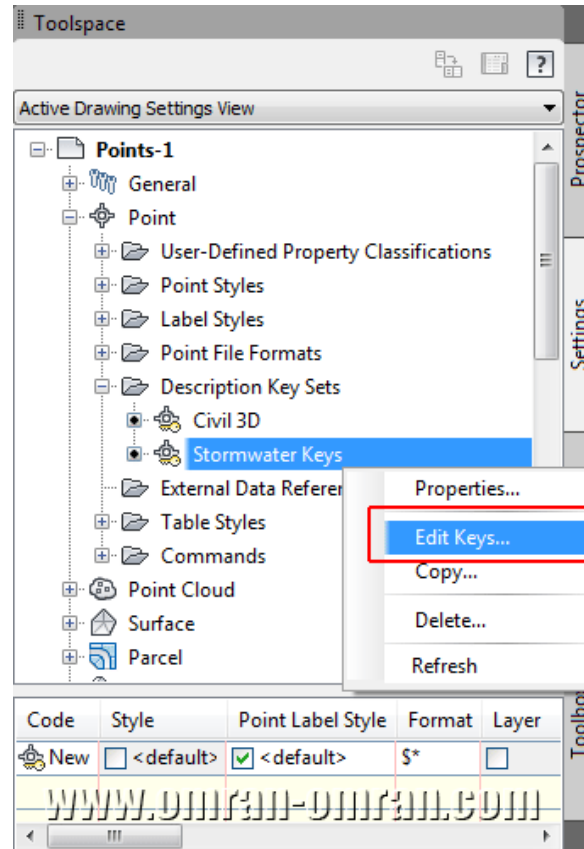 Toolspace
?
Active Drawing Settings View
Points-1
General
Point
User-Defined Property Classifications
Point Styles
Label Styles
Point File Formats
Description Key Sets
Civil 3D
Stormwater Keys
External Data Referen
Table Styles
Commands
Point Cloud
Surface
Parcel
Properties...
Edit Keys...
Copy...
Delete...
Refresh
Prospector
Settings
Toolbo
Code Style Point Label Style Format Layer
New <default> <default> $*
www.omran-omran.com